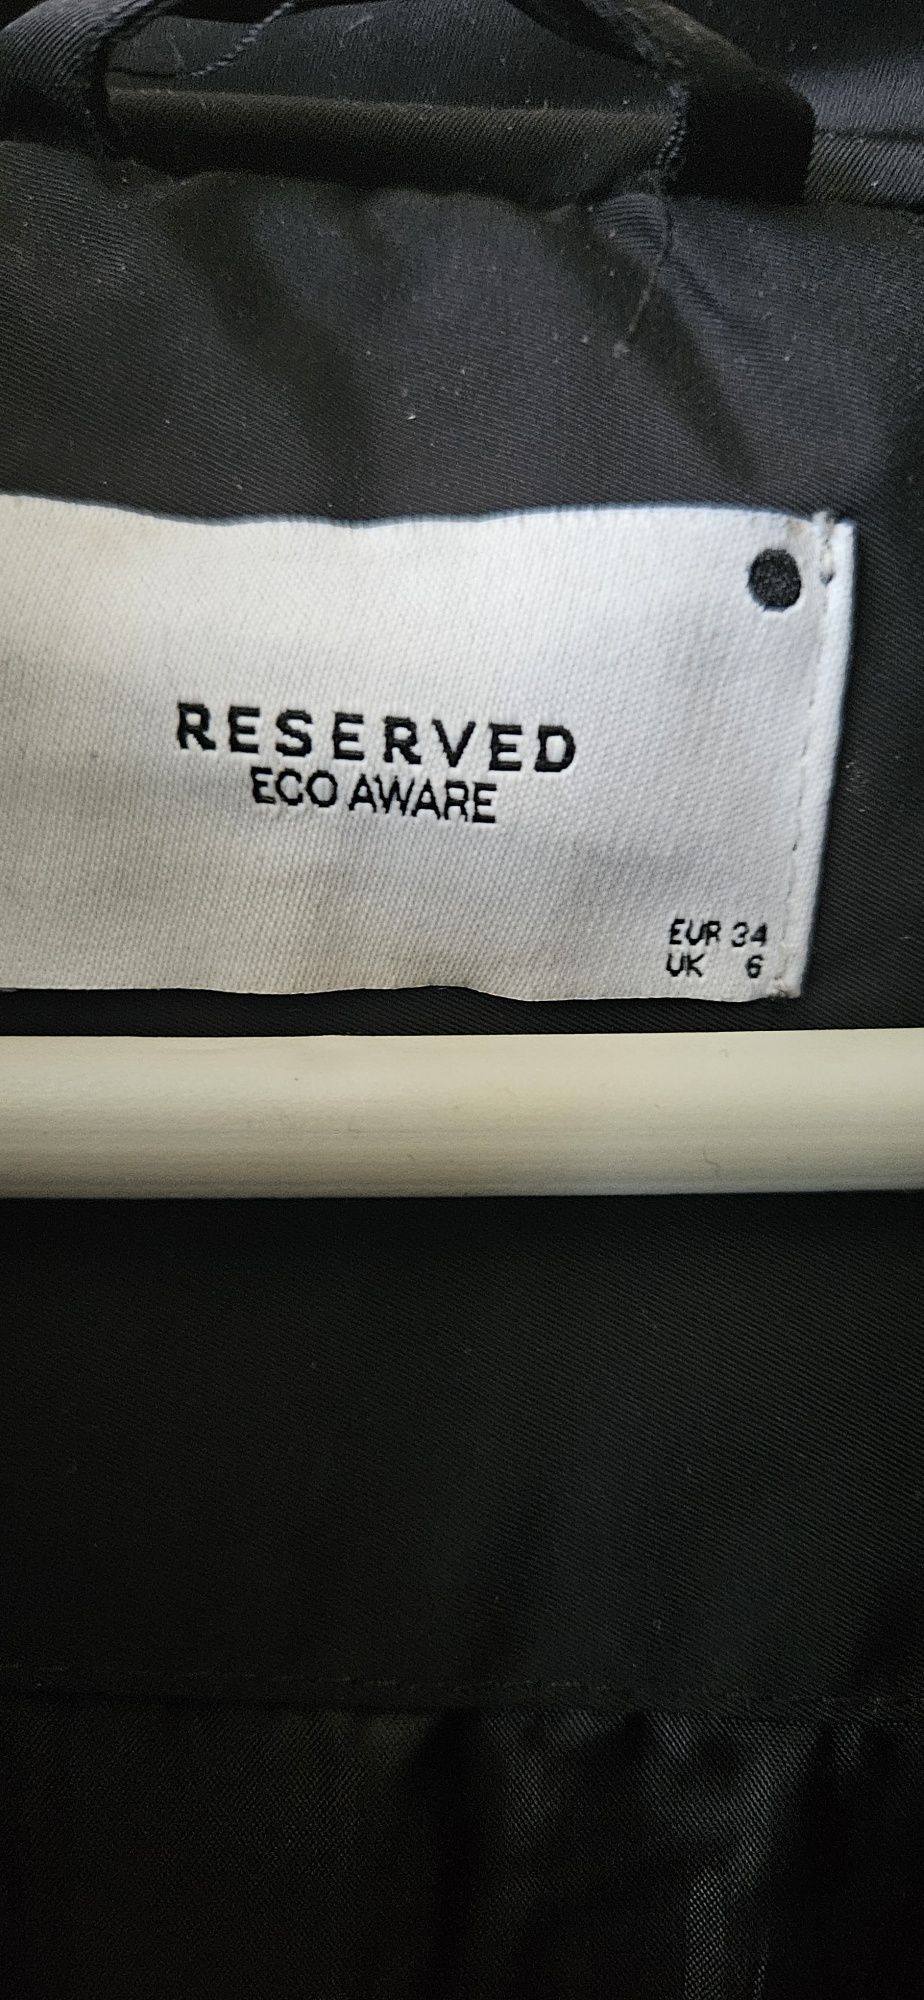 RESERVED
ECO AWARE
EUR 34
UK 6